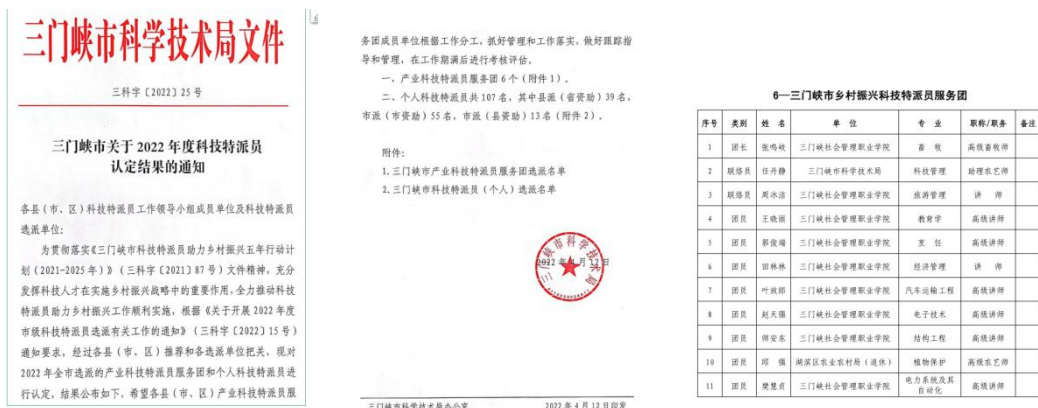 三门峡市科学技术局文件
三科字〔2022〕25号
三门峡市关于2022年度科技特派员
认定结果的通知
各县（市、区）科技特派员工作领导小组成员单位及科技特派员
选派单位：
为贯彻落实《三门峡市科技特派员助力乡村振兴五年行动计
划（2021-2025年）》（三科字〔2021〕87号）文件精神，充分
发挥科技人才在实施乡村振兴战略中的重要作用，全力推动科技
特派员助力乡村振兴工作顺利实施，根据《关于开展2022年度
市级科技特派员选派有关工作的通知》（三科字〔2022〕15号）
通知要求，经过各县（市、区）推荐和各选派单位把关，现对
2022年全市选派的产业科技特派员服务团和个人科技特派员进
行认定，结果公布如下，希望各县（市、区）产业科技特派员服
务团成员单位根据工作分工，抓好管理和工作落实，做好跟踪指
导和管理，在工作期满后进行考核评估。
一、产业科技特派员服务团6个（附件1）。
二、个人科技特派员共107名，其中县派（省资助）39名，
市派（市资助）55名，市派（县资助）13名（附件2）。
附件：
1.三门峡市产业科技特派员服务团选派名单
2.三门峡市科技特派员（个人）选派名单
三门峡市科学技术局
2022年4月12日
三门峡市科学技术局办公室 2022年4月12日印发
6—三门峡市乡村振兴科技特派员服务团
序号 类别 姓 名 单 位 专 业 职称/职务 备注
1 团长 张鸣岐 三门峡社会管理职业学院 畜 牧 高级畜牧师
2 联络员 任丹静 三门峡市科学技术局 科技管理 助理农艺师
3 联络员 周冰洁 三门峡社会管理职业学院 旅游管理 讲 师
4 团员 王晓丽 三门峡社会管理职业学院 教育学 高级讲师
5 团员 郭俊端 三门峡社会管理职业学院 烹 饪 高级讲师
6 团员 田林林 三门峡社会管理职业学院 经济管理 讲 师
7 团员 叶放郎 三门峡社会管理职业学院 汽车运输工程 高级讲师
8 团员 赵天强 三门峡社会管理职业学院 电子技术 高级讲师
9 团员 师安东 三门峡社会管理职业学院 结构工程 高级讲师
10 团员 邱 强 湖滨区农业农村局（退休） 植物保护 高级农艺师
11 团员 樊慧贞 三门峡社会管理职业学院 电力系统及其
自动化 高级讲师